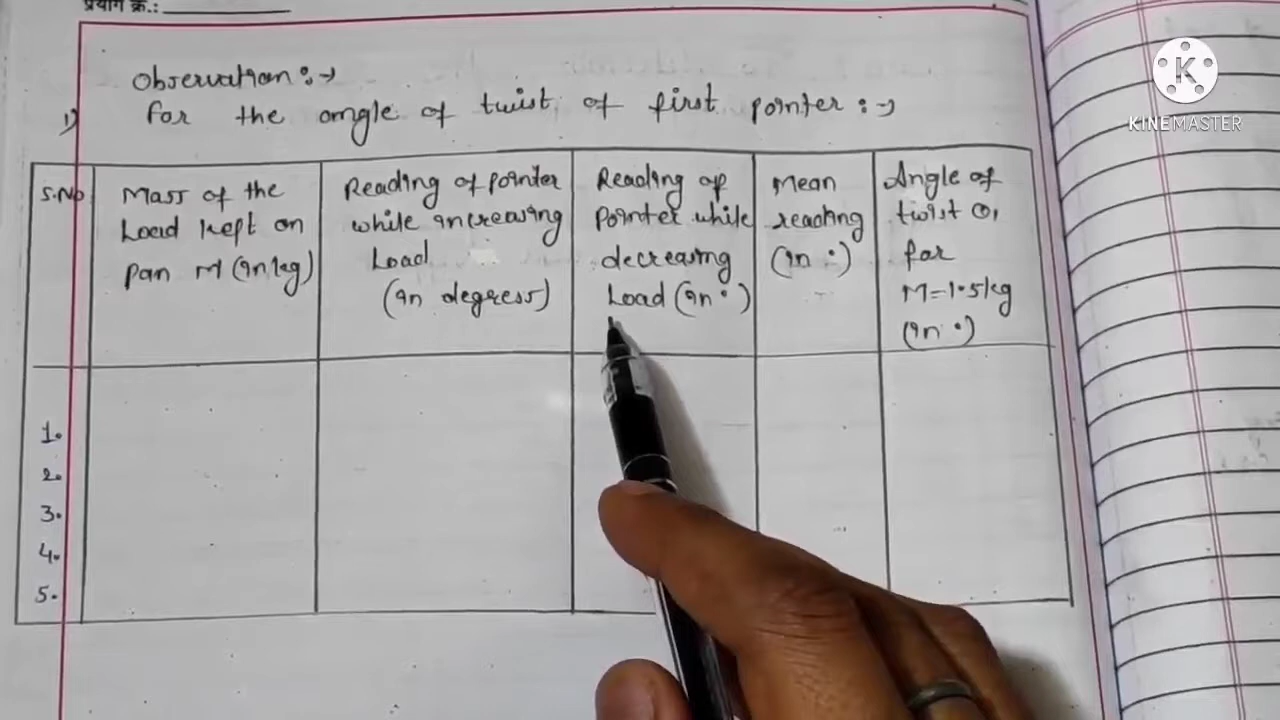 प्रयोग क्र.:
Observation :->
1) for the angle of twist of first pointer :->
S.No
Mass of the
Load kept on
pan M (in kg)
Reading of pointer
while increasing
Load
(in degress)
Reading of
Pointer while
decreasing
Load (in °)
Mean
reading
(in °)
Angle of
twist θ1
for
M=1.5kg
(in °)
1.
2.
3.
4.
5.
K
KINEMASTER